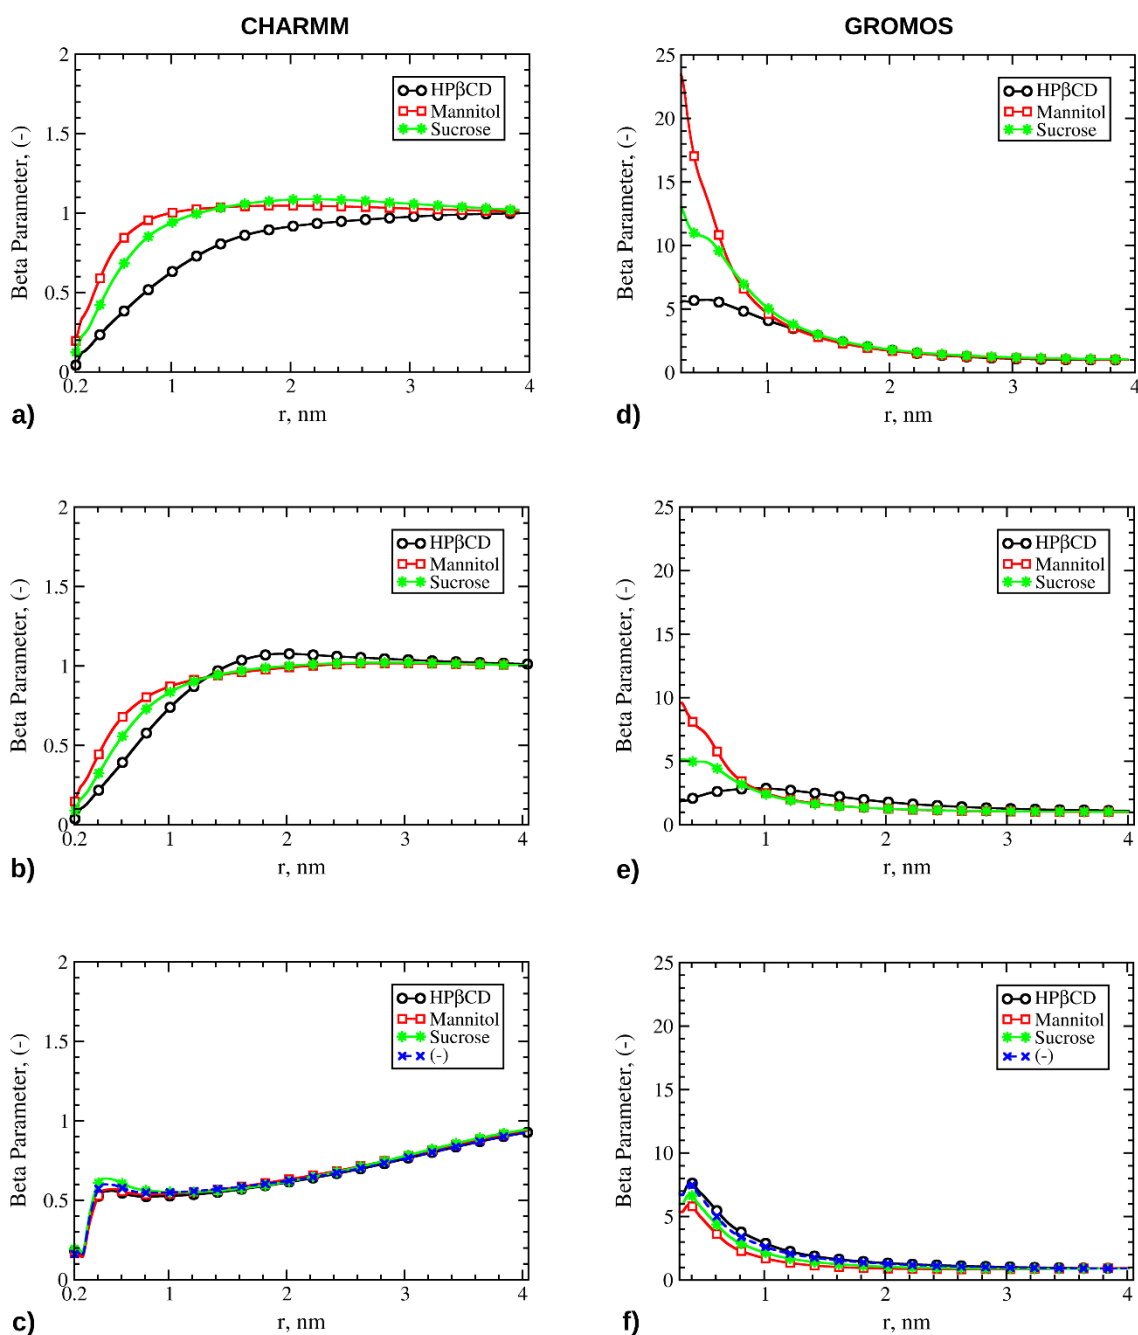 CHARMM
GROMOS
2
1.5
1
0.5
0
0.2
1
2
3
4
Beta Parameter, (-)
r, nm
HPβCD
Mannitol
Sucrose
a)
25
20
15
10
5
0
1
2
3
4
Beta Parameter, (-)
r, nm
HPβCD
Mannitol
Sucrose
d)
2
1.5
1
0.5
0
0.2
1
2
3
4
Beta Parameter, (-)
r, nm
HPβCD
Mannitol
Sucrose
b)
25
20
15
10
5
0
1
2
3
4
Beta Parameter, (-)
r, nm
HPβCD
Mannitol
Sucrose
e)
2
1.5
1
0.5
0
0.2
1
2
3
4
Beta Parameter, (-)
r, nm
HPβCD
Mannitol
Sucrose
(-)
c)
25
20
15
10
5
0
1
2
3
4
Beta Parameter, (-)
r, nm
HPβCD
Mannitol
Sucrose
(-)
f)